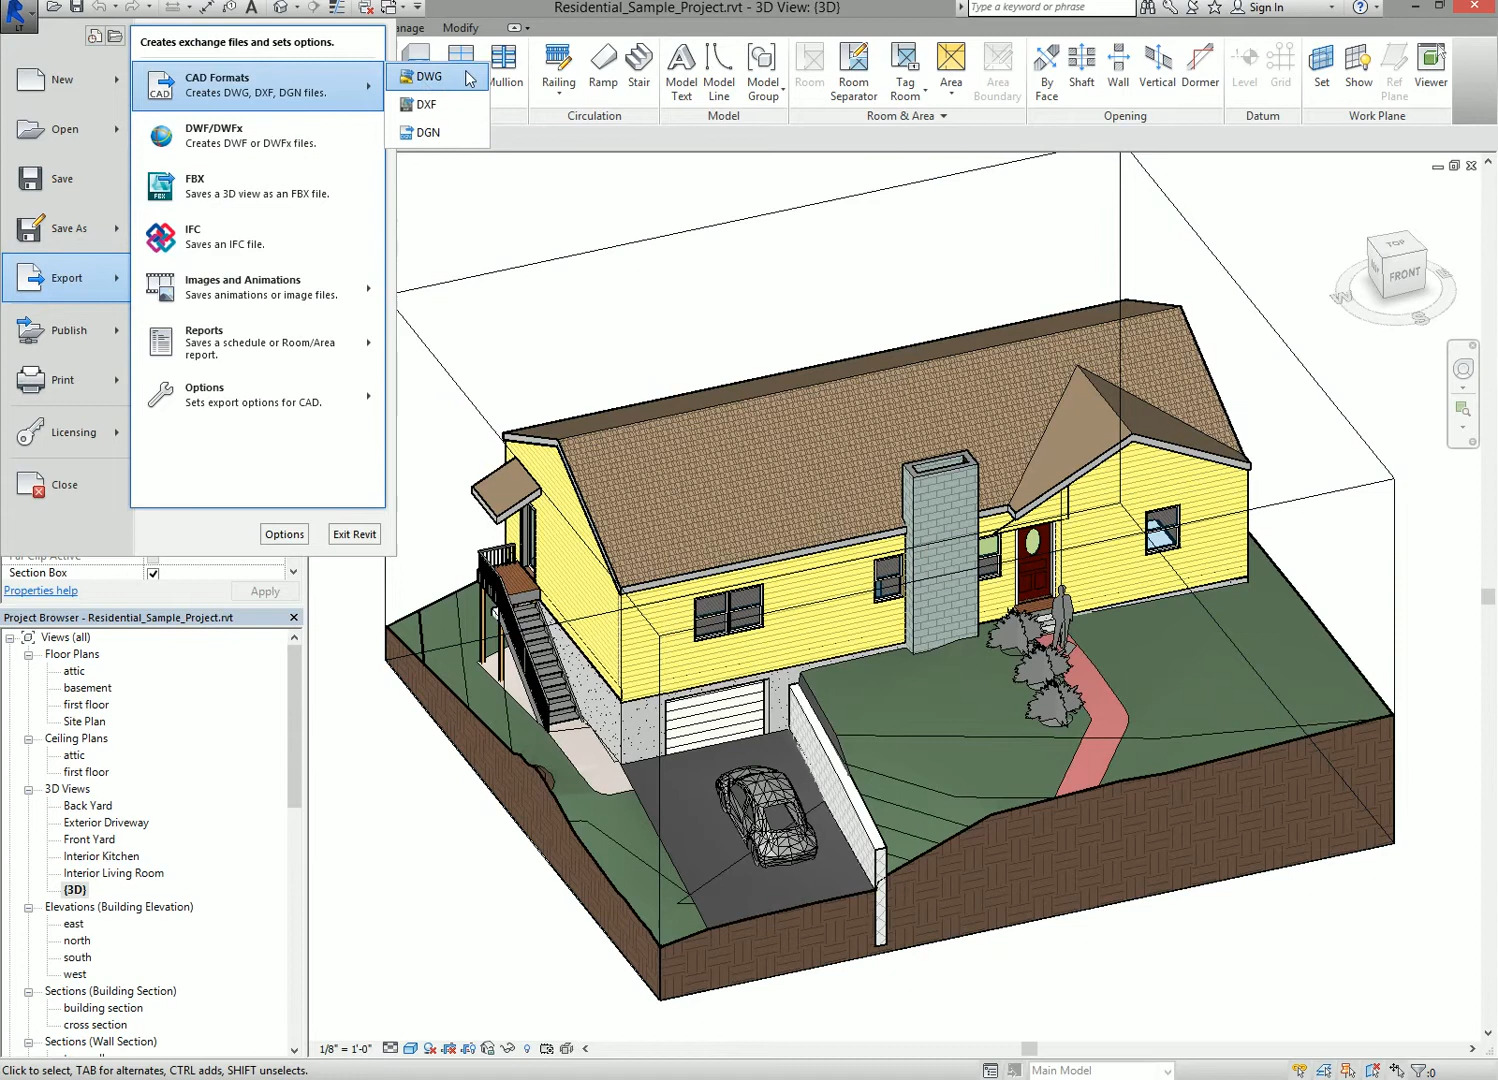 Residential_Sample_Project.rvt - 3D View: {3D}
Type a keyword or phrase
Sign In
LT
Modify
Creates exchange files and sets options.
New
Open
Save
Save As
Export
Publish
Print
Licensing
Close
CAD
CAD Formats
Creates DWG, DXF, DGN files.
DWF/DWFx
Creates DWF or DWFx files.
FBX
FBX
Saves a 3D view as an FBX file.
IFC
Saves an IFC file.
Images and Animations
Saves animations or image files.
Reports
Saves a schedule or Room/Area
report.
Options
Sets export options for CAD.
Options
Exit Revit
DWG
DXF
DGN
Mullion
Railing
Ramp
Stair
Circulation
Model
Text
Model
Line
Model
Group
Model
Room
Room
Separator
Tag
Room
Area
Area
Boundary
Room & Area
By
Face
Shaft
Wall
Vertical
Dormer
Opening
Level
Grid
Datum
Set
Show
Ref
Plane
Viewer
Work Plane
TOP
FRONT
W
S
E
Section Box
Properties help
Apply
Project Browser - Residential_Sample_Project.rvt
Views (all)
Floor Plans
attic
basement
first floor
Site Plan
Ceiling Plans
attic
first floor
3D Views
Back Yard
Exterior Driveway
Front Yard
Interior Kitchen
Interior Living Room
{3D}
Elevations (Building Elevation)
east
north
south
west
Sections (Building Section)
building section
cross section
Sections (Wall Section)
1/8" = 1'-0"
Click to select, TAB for alternates, CTRL adds, SHIFT unselects.
Main Model
:0